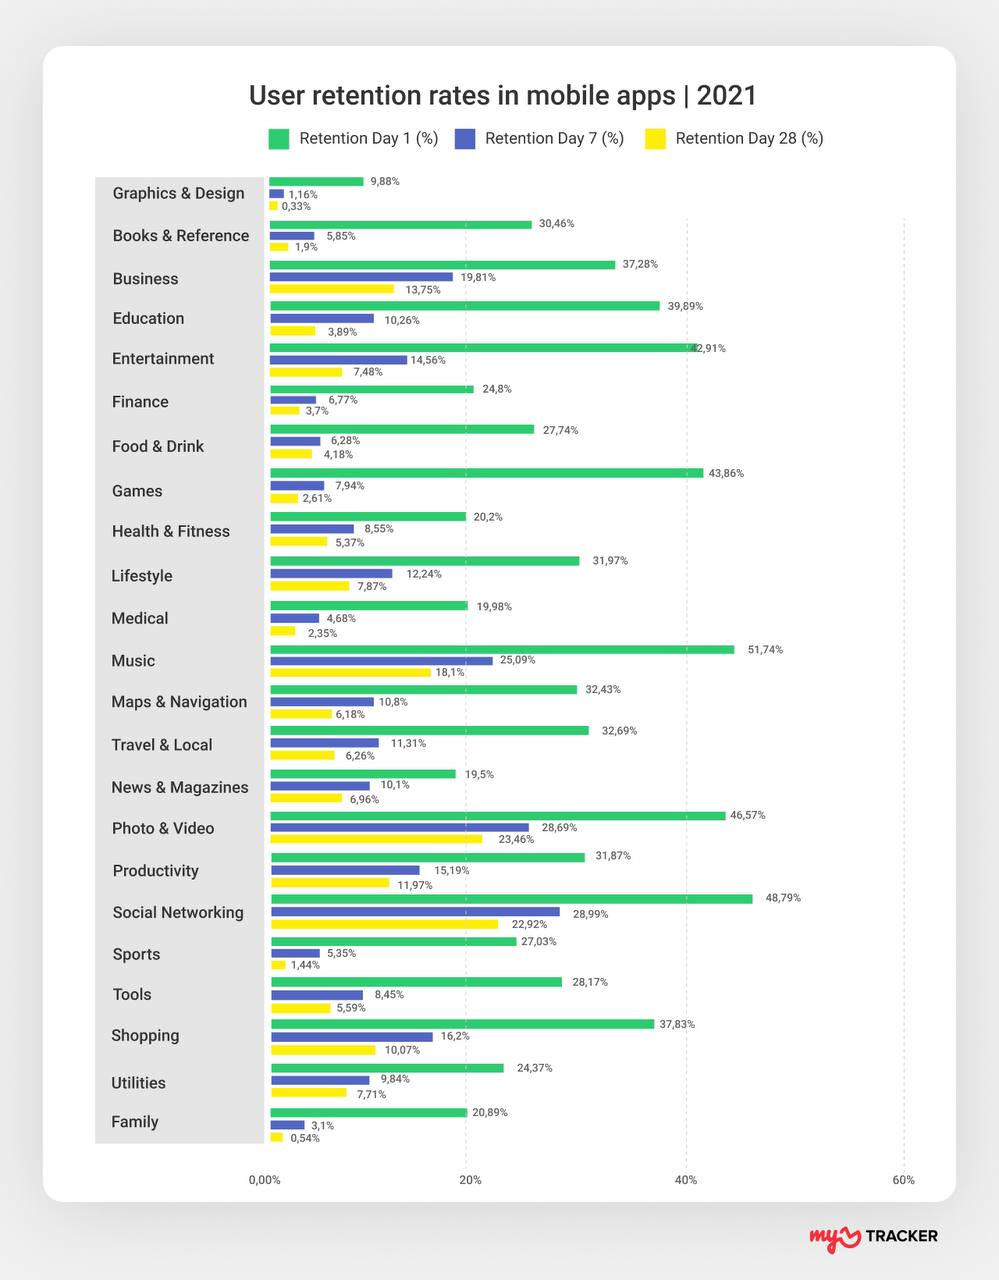 User retention rates in mobile apps | 2021
Retention Day 1 (%) Retention Day 7 (%) Retention Day 28 (%)
Graphics & Design
9,88%
1,16%
0,33%
Books & Reference
30,46%
5,85%
1,9%
Business
37,28%
19,81%
13,75%
Education
39,89%
10,26%
3,89%
Entertainment
42,91%
14,56%
7,48%
Finance
24,8%
6,77%
3,7%
Food & Drink
27,74%
6,28%
4,18%
Games
43,86%
7,94%
2,61%
Health & Fitness
20,2%
8,55%
5,37%
Lifestyle
31,97%
12,24%
7,87%
Medical
19,98%
4,68%
2,35%
Music
51,74%
25,09%
18,1%
Maps & Navigation
32,43%
10,8%
6,18%
Travel & Local
32,69%
11,31%
6,26%
News & Magazines
19,5%
10,1%
6,96%
Photo & Video
46,57%
28,69%
23,46%
Productivity
31,87%
15,19%
11,97%
Social Networking
48,79%
28,99%
22,92%
Sports
27,03%
5,35%
1,44%
Tools
28,17%
8,45%
5,59%
Shopping
37,83%
16,2%
10,07%
Utilities
24,37%
9,84%
7,71%
Family
20,89%
3,1%
0,54%
0,00% 20% 40% 60%
my TRACKER